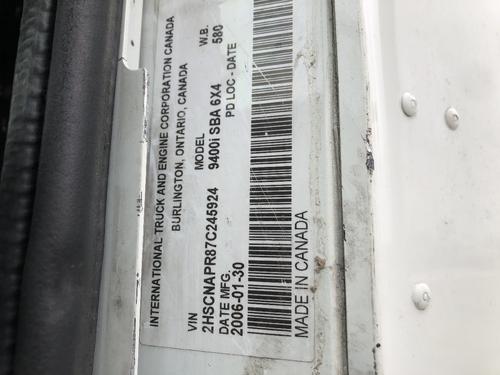 INTERNATIONAL TRUCK AND ENGINE CORPORATION CANADA
BURLINGTON, ONTARIO, CANADA
MODEL W.B.
9400i SBA 6X4 580
VIN PD LOC - DATE
2HSCNAPR87C245924
DATE MFG.
2006-01-30
MADE IN CANADA